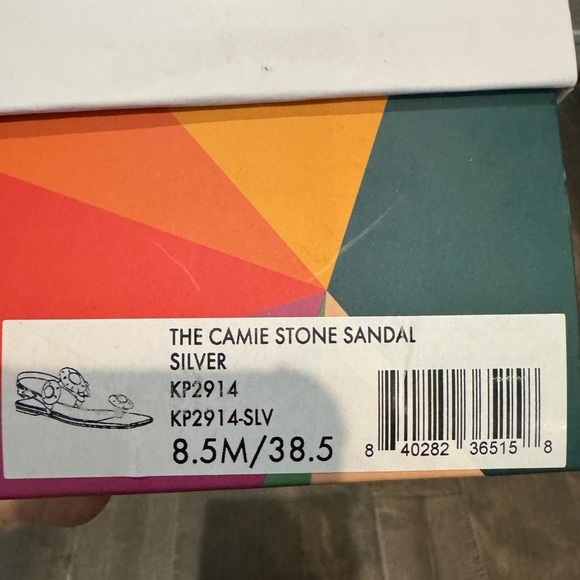 THE CAMIE STONE SANDAL
SILVER
KP2914
KP2914-SLV
8.5M/38.5
8 40282 36515 8